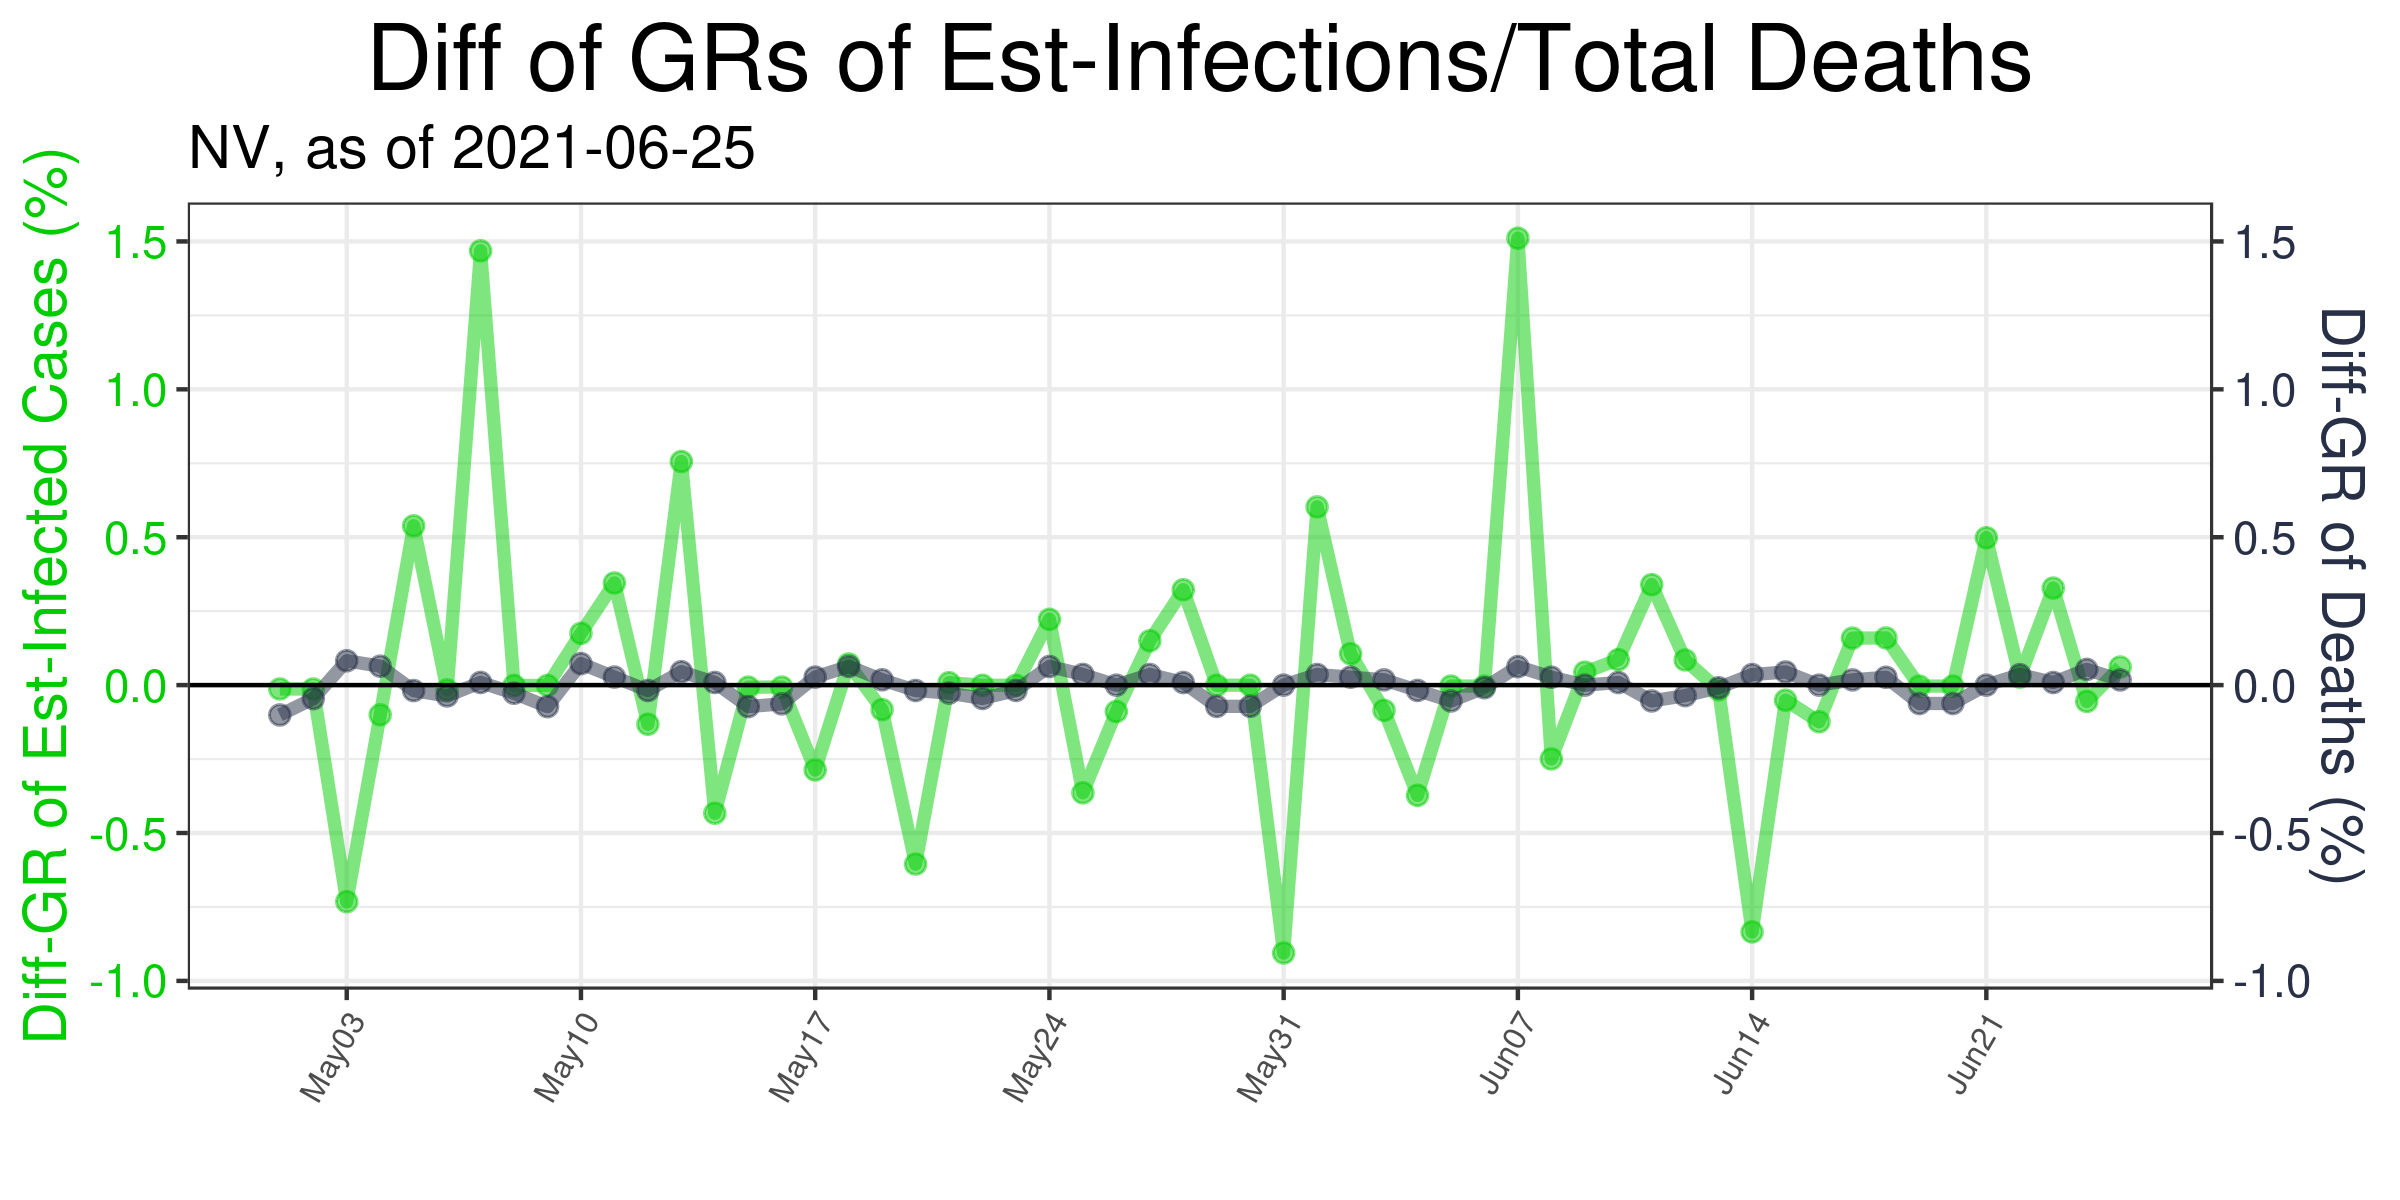 Diff of GRs of Est-Infections/Total Deaths
NV, as of 2021-06-25
Diff-GR of Est-Infected Cases (%)
1.5
1.0
0.5
0.0
-0.5
-1.0
1.5
1.0
0.5
0.0
-0.5
-1.0
Diff-GR of Deaths (%)
May03
May10
May17
May24
May31
Jun07
Jun14
Jun21